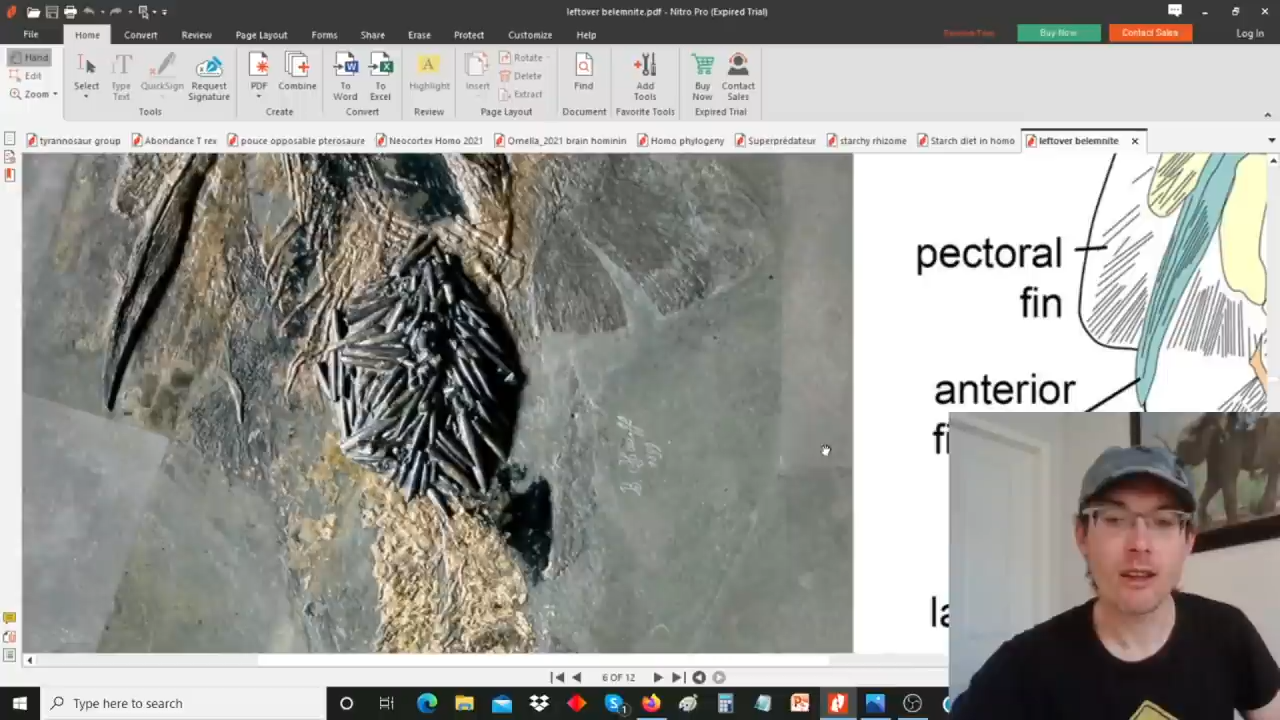 leftover belemnite.pdf - Nitro Pro (Expired Trial)
File Home Convert Review Page Layout Forms Share Erase Protect Customize Help
Buy Now Contact Sales Log In
Hand
Edit
Zoom
Select
Type Text
QuickSign
Request Signature
Tools
PDF
Combine
Create
To Word
To Excel
Convert
Highlight
Review
Insert
Rotate
Delete
Extract
Page Layout
Find
Document
Add Tools
Favorite Tools
Buy Now
Contact Sales
Expired Trial
tyrannosaur group Abondance T rex pouce opposable pterosaure Neocortex Homo 2021 Ornella_2021 brain hominin Homo phylogeny Superprédateur starchy rhizome Starch diet in homo leftover belemnite
pectoral
fin
anterior
fi
la
6 OF 12
Type here to search